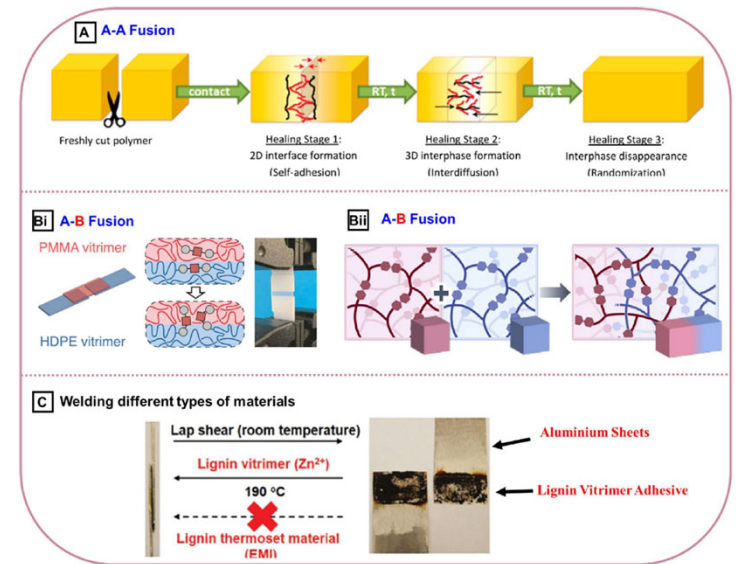 A A-A Fusion
contact
RT, t
RT, t
Freshly cut polymer
Healing Stage 1:
2D interface formation
(Self-adhesion)
Healing Stage 2:
3D interphase formation
(Interdiffusion)
Healing Stage 3:
Interphase disappearance
(Randomization)
Bi A-B Fusion
PMMA vitrimer
HDPE vitrimer
Bii A-B Fusion
C Welding different types of materials
Lap shear (room temperature)
Lignin vitrimer (Zn²⁺)
190 ºC
Lignin thermoset material
(EMI)
Aluminium Sheets
Lignin Vitrimer Adhesive